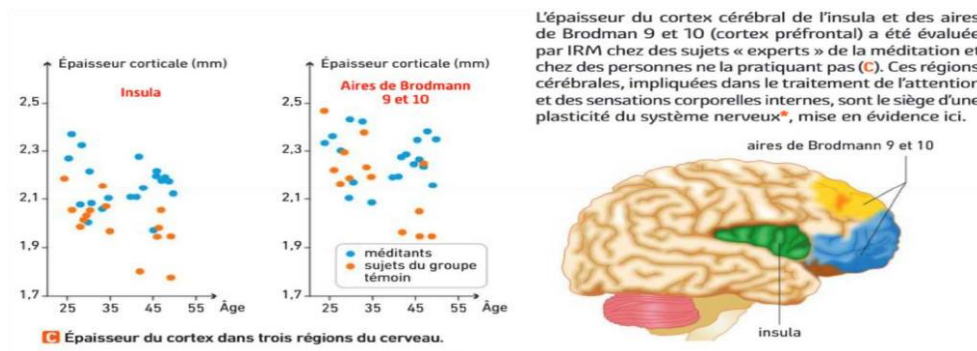 L'épaisseur du cortex cérébral de l'insula et des aires
de Brodman 9 et 10 (cortex préfrontal) a été évaluée
par IRM chez des sujets « experts » de la méditation et
chez des personnes ne la pratiquant pas (C). Ces régions
cérébrales, impliquées dans le traitement de l'attention
et des sensations corporelles internes, sont le siège d'une
plasticité du système nerveux*, mise en évidence ici.
Épaisseur corticale (mm)
Insula
2,5
2,3
2,1
1,9
1,7
25 35 45 55 Âge
Épaisseur corticale (mm)
Aires de Brodmann
9 et 10
2,5
2,3
2,1
1,9
1,7
méditants
sujets du groupe
témoin
25 35 45 55 Âge
aires de Brodmann 9 et 10
insula
C Épaisseur du cortex dans trois régions du cerveau.